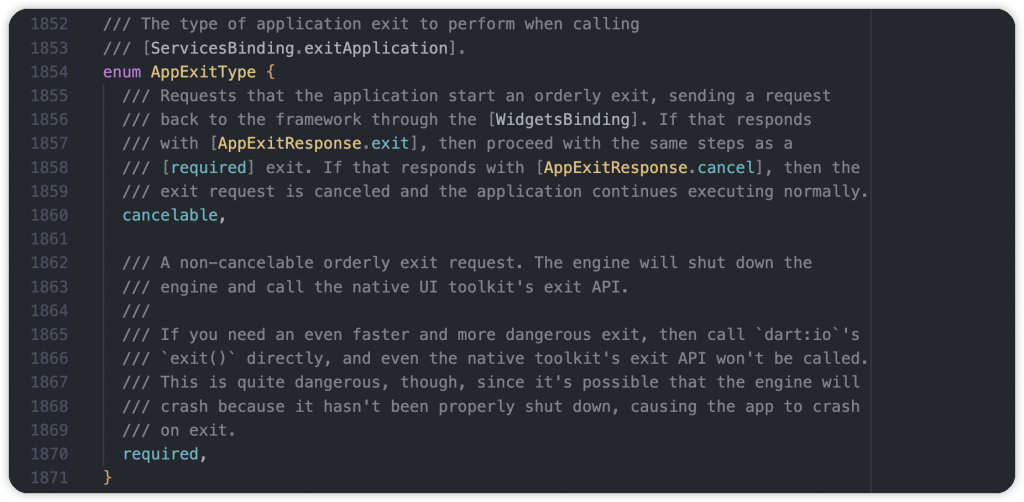 1852 /// The type of application exit to perform when calling
1853 /// [ServicesBinding.exitApplication].
1854 enum AppExitType {
1855 /// Requests that the application start an orderly exit, sending a request
1856 /// back to the framework through the [WidgetsBinding]. If that responds
1857 /// with [AppExitResponse.exit], then proceed with the same steps as a
1858 /// [required] exit. If that responds with [AppExitResponse.cancel], then the
1859 /// exit request is canceled and the application continues executing normally.
1860 cancelable,
1861
1862 /// A non-cancelable orderly exit request. The engine will shut down the
1863 /// engine and call the native UI toolkit's exit API.
1864 ///
1865 /// If you need an even faster and more dangerous exit, then call `dart:io`'s
1866 /// `exit()` directly, and even the native toolkit's exit API won't be called.
1867 /// This is quite dangerous, though, since it's possible that the engine will
1868 /// crash because it hasn't been properly shut down, causing the app to crash
1869 /// on exit.
1870 required,
1871 }